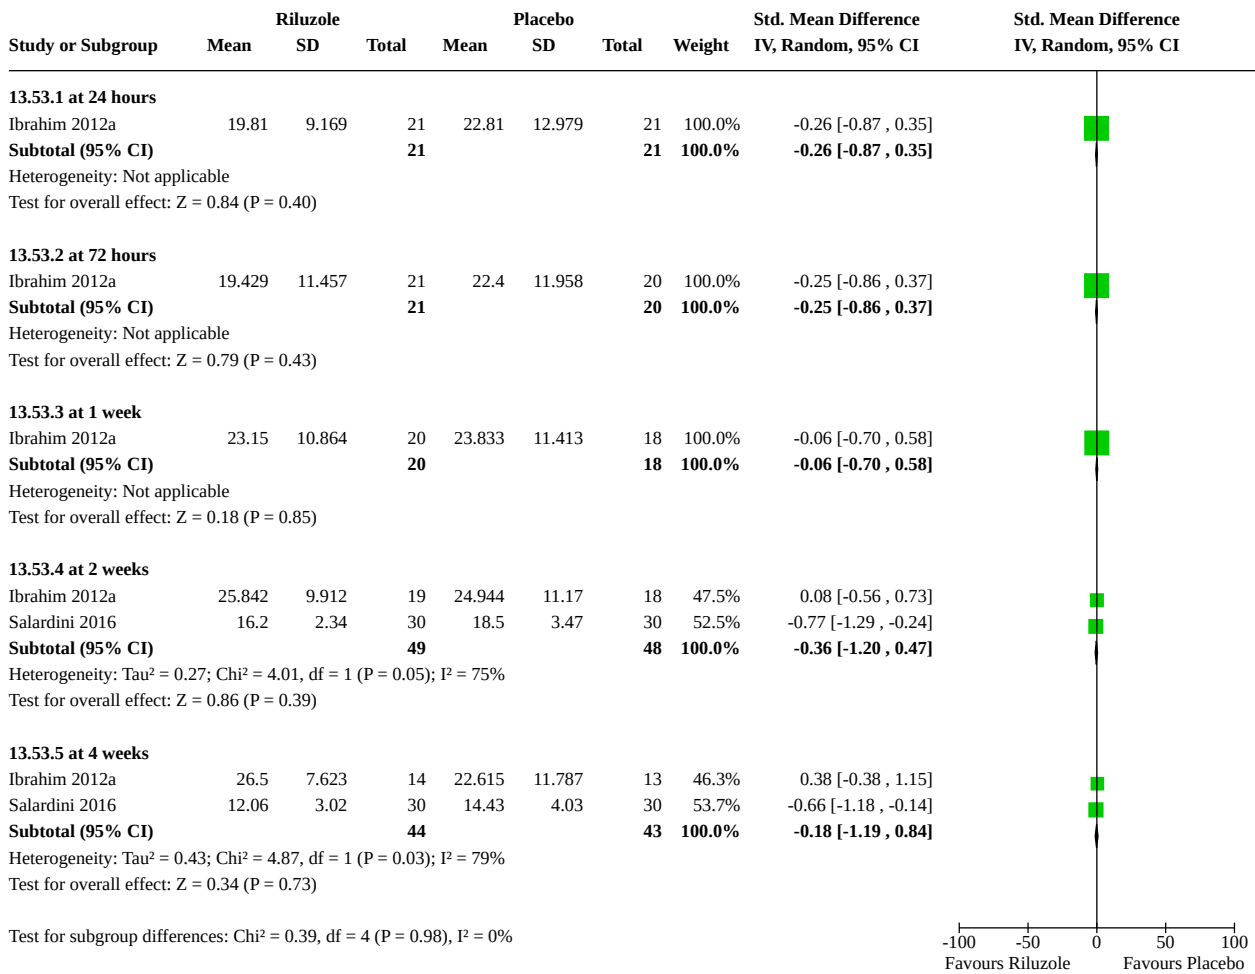 Riluzole Placebo Std. Mean Difference Std. Mean Difference
Study or Subgroup Mean SD Total Mean SD Total Weight IV, Random, 95% CI IV, Random, 95% CI
13.53.1 at 24 hours
Ibrahim 2012a 19.81 9.169 21 22.81 12.979 21 100.0% -0.26 [-0.87 , 0.35]
Subtotal (95% CI) 21 21 100.0% -0.26 [-0.87 , 0.35]
Heterogeneity: Not applicable
Test for overall effect: Z = 0.84 (P = 0.40)
13.53.2 at 72 hours
Ibrahim 2012a 19.429 11.457 21 22.4 11.958 20 100.0% -0.25 [-0.86 , 0.37]
Subtotal (95% CI) 21 20 100.0% -0.25 [-0.86 , 0.37]
Heterogeneity: Not applicable
Test for overall effect: Z = 0.79 (P = 0.43)
13.53.3 at 1 week
Ibrahim 2012a 23.15 10.864 20 23.833 11.413 18 100.0% -0.06 [-0.70 , 0.58]
Subtotal (95% CI) 20 18 100.0% -0.06 [-0.70 , 0.58]
Heterogeneity: Not applicable
Test for overall effect: Z = 0.18 (P = 0.85)
13.53.4 at 2 weeks
Ibrahim 2012a 25.842 9.912 19 24.944 11.17 18 47.5% 0.08 [-0.56 , 0.73]
Salardini 2016 16.2 2.34 30 18.5 3.47 30 52.5% -0.77 [-1.29 , -0.24]
Subtotal (95% CI) 49 48 100.0% -0.36 [-1.20 , 0.47]
Heterogeneity: Tau² = 0.27; Chi² = 4.01, df = 1 (P = 0.05); I² = 75%
Test for overall effect: Z = 0.86 (P = 0.39)
13.53.5 at 4 weeks
Ibrahim 2012a 26.5 7.623 14 22.615 11.787 13 46.3% 0.38 [-0.38 , 1.15]
Salardini 2016 12.06 3.02 30 14.43 4.03 30 53.7% -0.66 [-1.18 , -0.14]
Subtotal (95% CI) 44 43 100.0% -0.18 [-1.19 , 0.84]
Heterogeneity: Tau² = 0.43; Chi² = 4.87, df = 1 (P = 0.03); I² = 79%
Test for overall effect: Z = 0.34 (P = 0.73)
Test for subgroup differences: Chi² = 0.39, df = 4 (P = 0.98), I² = 0%
-100 -50 0 50 100
Favours Riluzole Favours Placebo